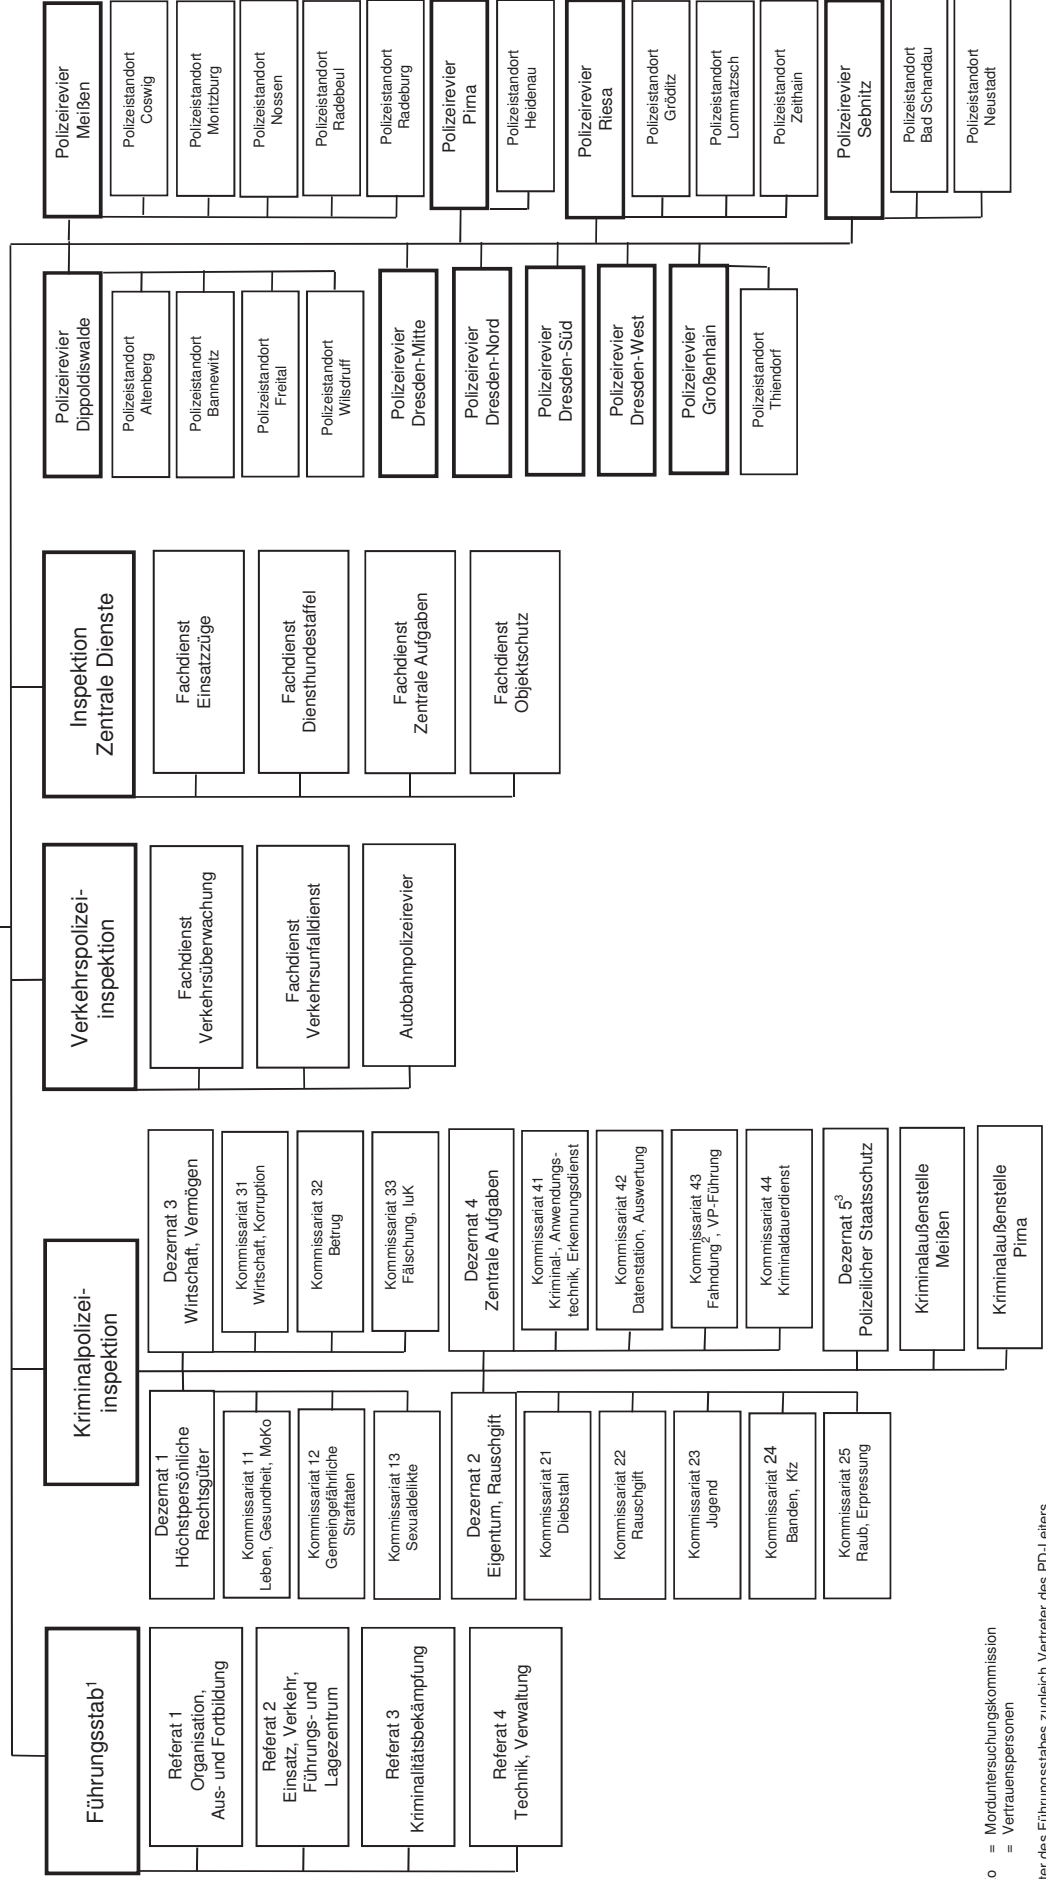 Führungsstab¹
Referat 1
Organisation,
Aus- und Fortbildung
Referat 2
Einsatz, Verkehr,
Führungs- und
Lagezentrum
Referat 3
Kriminalitätsbekämpfung
Referat 4
Technik, Verwaltung
Kriminalpolizei-
inspektion
Dezernat 1
Höchstpersönliche
Rechtsgüter
Kommissariat 11
Leben, Gesundheit, MoKo
Kommissariat 12
Gemeingefährliche
Straftaten
Kommissariat 13
Sexualdelikte
Dezernat 2
Eigentum, Rauschgift
Kommissariat 21
Diebstahl
Kommissariat 22
Rauschgift
Kommissariat 23
Jugend
Kommissariat 24
Banden, Kfz
Kommissariat 25
Raub, Erpressung
Dezernat 3
Wirtschaft, Vermögen
Kommissariat 31
Wirtschaft, Korruption
Kommissariat 32
Betrug
Kommissariat 33
Fälschung, IuK
Dezernat 4
Zentrale Aufgaben
Kommissariat 41
Kriminal-, Anwendungs-
technik, Erkennungsdienst
Kommissariat 42
Datenstation, Auswertung
Kommissariat 43
Fahndung², VP-Führung
Kommissariat 44
Kriminaldauerdienst
Dezernat 5³
Polizeilicher Staatsschutz
Kriminalaußenstelle
Meißen
Kriminalaußenstelle
Pirna
Verkehrspolizei-
inspektion
Fachdienst
Verkehrsüberwachung
Fachdienst
Verkehrsunfalldienst
Autobahnpolizeirevier
Inspektion
Zentrale Dienste
Fachdienst
Einsatzzüge
Fachdienst
Diensthundestaffel
Fachdienst
Zentrale Aufgaben
Fachdienst
Objektschutz
Polizeirevier
Dippoldiswalde
Polizeistandort
Altenberg
Polizeistandort
Bannewitz
Polizeistandort
Freital
Polizeistandort
Wilsdruff
Polizeirevier
Dresden-Mitte
Polizeirevier
Dresden-Nord
Polizeirevier
Dresden-Süd
Polizeirevier
Dresden-West
Polizeirevier
Großenhain
Polizeistandort
Thiendorf
Polizeirevier
Meißen
Polizeistandort
Coswig
Polizeistandort
Moritzburg
Polizeistandort
Nossen
Polizeistandort
Radebeul
Polizeistandort
Radeburg
Polizeirevier
Pirna
Polizeistandort
Heidenau
Polizeirevier
Riesa
Polizeistandort
Gröditz
Polizeistandort
Lommatzsch
Polizeistandort
Zeithain
Polizeirevier
Sebnitz
Polizeistandort
Bad Schandau
Polizeistandort
Neustadt
o = Morduntersuchungskommission
= Vertrauenspersonen
ter des Führungsstabes zugleich Vertreter des PD-Leiters